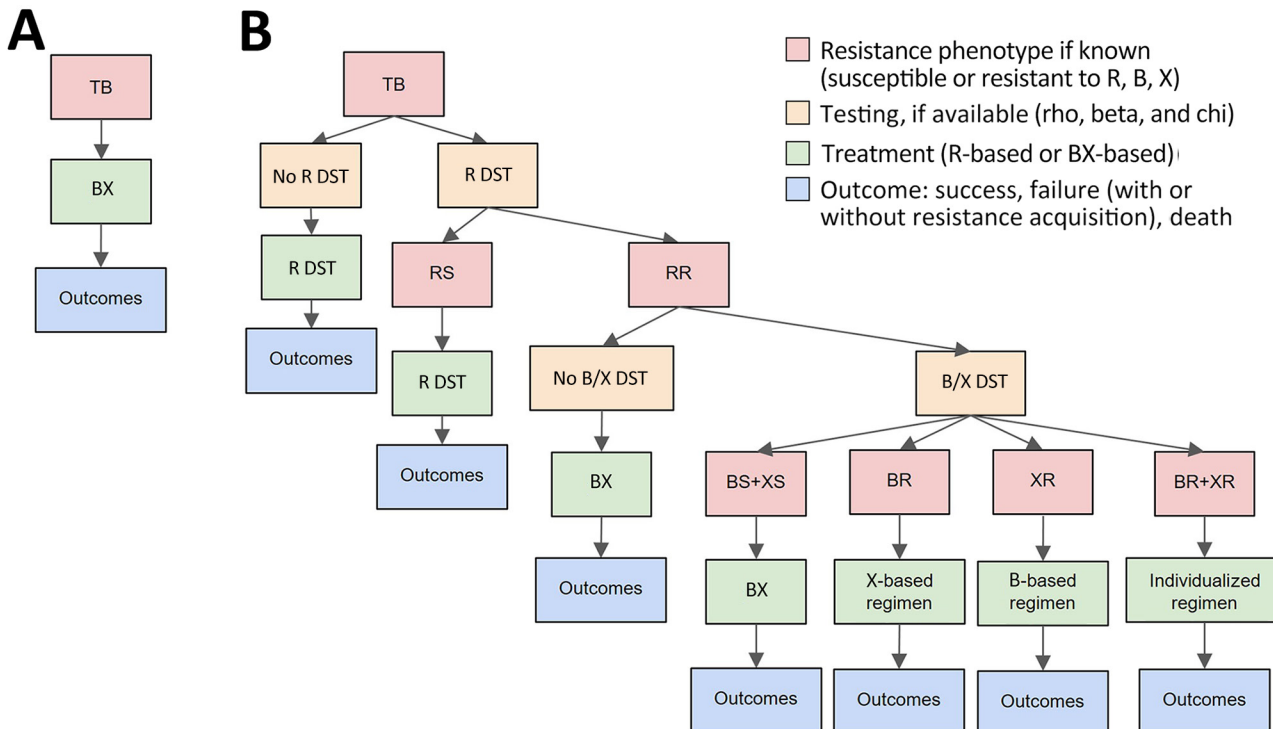 A
B
TB
BX
Outcomes
TB
No R DST
R DST
R DST
RS
RR
Outcomes
R DST
No B/X DST
B/X DST
Outcomes
BX
BS+XS
BR
XR
BR+XR
Outcomes
BX
X-based
regimen
B-based
regimen
Individualized
regimen
Outcomes
Outcomes
Outcomes
Outcomes
Resistance phenotype if known
(susceptible or resistant to R, B, X)
Testing, if available (rho, beta, and chi)
Treatment (R-based or BX-based)
Outcome: success, failure (with or
without resistance acquisition), death